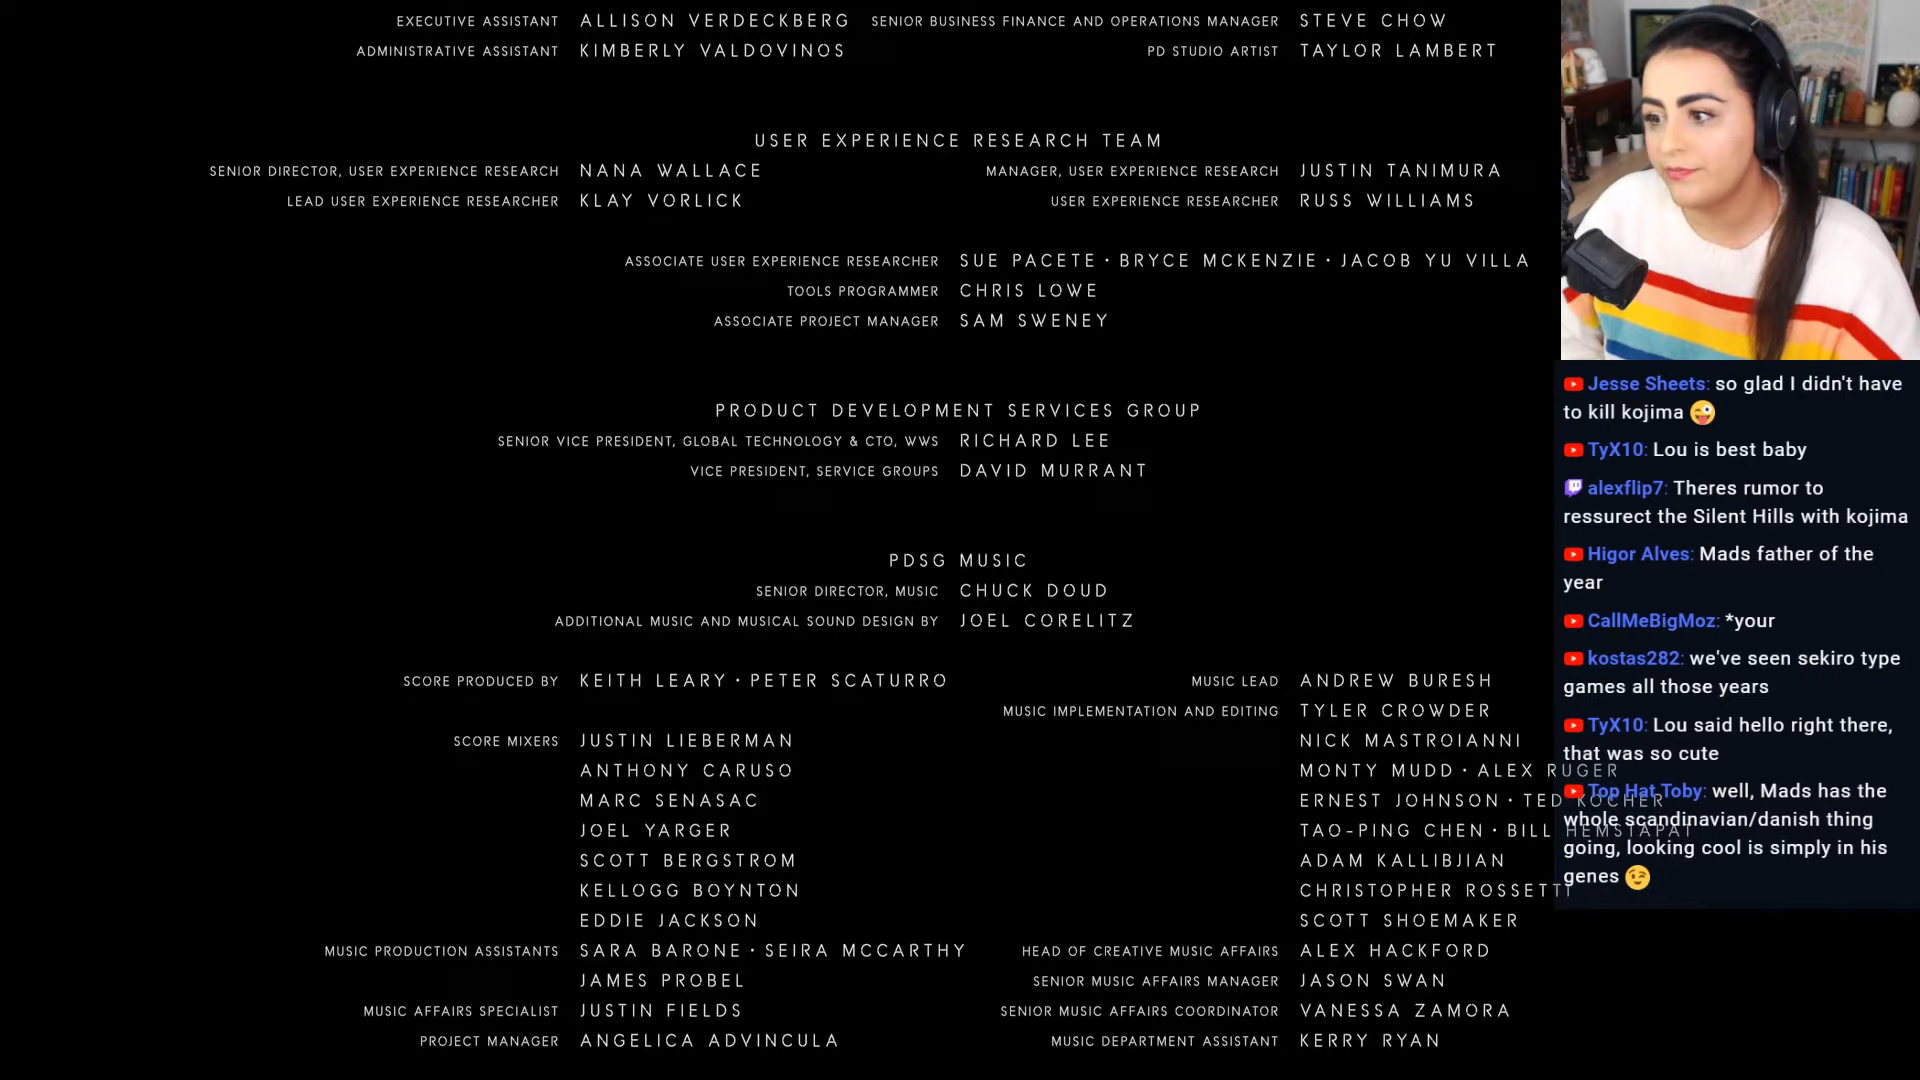 EXECUTIVE ASSISTANT ALLISON VERDECKBERG SENIOR BUSINESS FINANCE AND OPERATIONS MANAGER STEVE CHOW
ADMINISTRATIVE ASSISTANT KIMBERLY VALDOVINOS PD STUDIO ARTIST TAYLOR LAMBERT
USER EXPERIENCE RESEARCH TEAM
SENIOR DIRECTOR, USER EXPERIENCE RESEARCH NANA WALLACE MANAGER, USER EXPERIENCE RESEARCH JUSTIN TANIMURA
LEAD USER EXPERIENCE RESEARCHER KLAY VORLICK USER EXPERIENCE RESEARCHER RUSS WILLIAMS
ASSOCIATE USER EXPERIENCE RESEARCHER SUE PACETE · BRYCE MCKENZIE · JACOB YU VILLA
TOOLS PROGRAMMER CHRIS LOWE
ASSOCIATE PROJECT MANAGER SAM SWENEY
PRODUCT DEVELOPMENT SERVICES GROUP
SENIOR VICE PRESIDENT, GLOBAL TECHNOLOGY & CTO, WWS RICHARD LEE
VICE PRESIDENT, SERVICE GROUPS DAVID MURRANT
PDSG MUSIC
SENIOR DIRECTOR, MUSIC CHUCK DOUD
ADDITIONAL MUSIC AND MUSICAL SOUND DESIGN BY JOEL CORELITZ
SCORE PRODUCED BY KEITH LEARY · PETER SCATURRO MUSIC LEAD ANDREW BURESH
MUSIC IMPLEMENTATION AND EDITING TYLER CROWDER
SCORE MIXERS JUSTIN LIEBERMAN NICK MASTROIANNI
ANTHONY CARUSO MONTY MUDD · ALEX RUGER
MARC SENASAC ERNEST JOHNSON · TED KOCHER
JOEL YARGER TAO-PING CHEN · BILL HEMSTAPAT
SCOTT BERGSTROM ADAM KALLIBJIAN
KELLOGG BOYNTON CHRISTOPHER ROSSETTI
EDDIE JACKSON SCOTT SHOEMAKER
MUSIC PRODUCTION ASSISTANTS SARA BARONE · SEIRA MCCARTHY HEAD OF CREATIVE MUSIC AFFAIRS ALEX HACKFORD
JAMES PROBEL SENIOR MUSIC AFFAIRS MANAGER JASON SWAN
MUSIC AFFAIRS SPECIALIST JUSTIN FIELDS SENIOR MUSIC AFFAIRS COORDINATOR VANESSA ZAMORA
PROJECT MANAGER ANGELICA ADVINCULA MUSIC DEPARTMENT ASSISTANT KERRY RYAN
Jesse Sheets: so glad I didn't have
to kill kojima 😜
TyX10: Lou is best baby
alexflip7: Theres rumor to
ressurect the Silent Hills with kojima
Higor Alves: Mads father of the
year
CallMeBigMoz: *your
kostas282: we've seen sekiro type
games all those years
TyX10: Lou said hello right there,
that was so cute
Top Hat Toby: well, Mads has the
whole scandinavian/danish thing
going, looking cool is simply in his
genes 😉